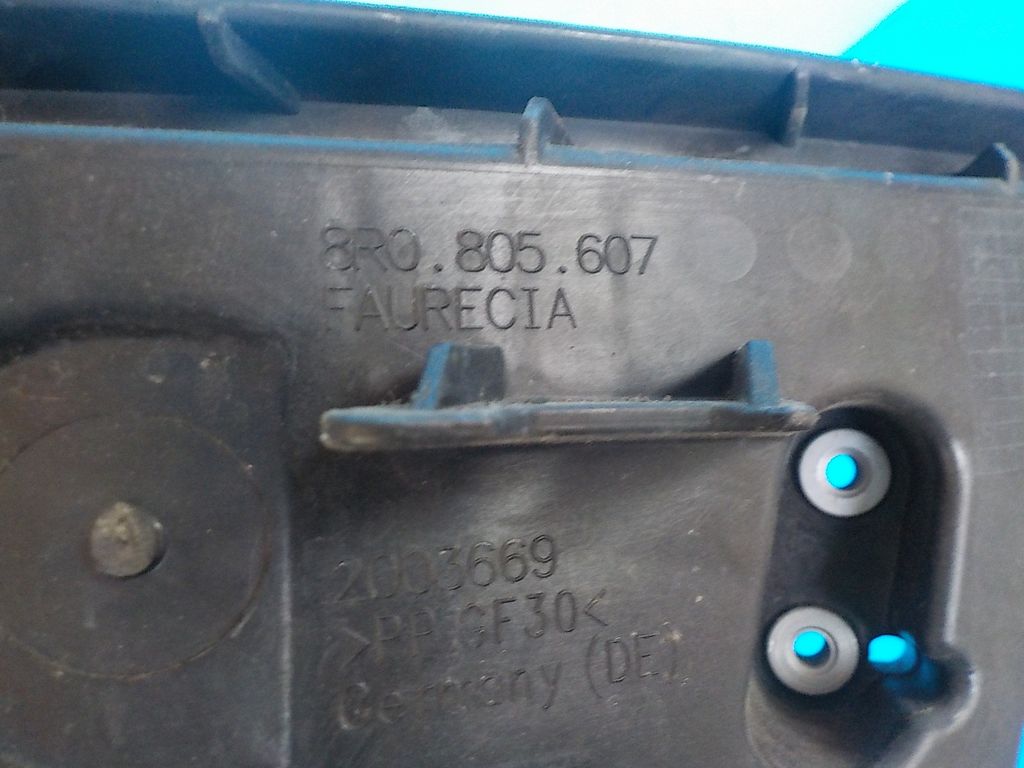 8R0.805.607
FAURECIA
2003669
>PP GF30<
Germany (DE)